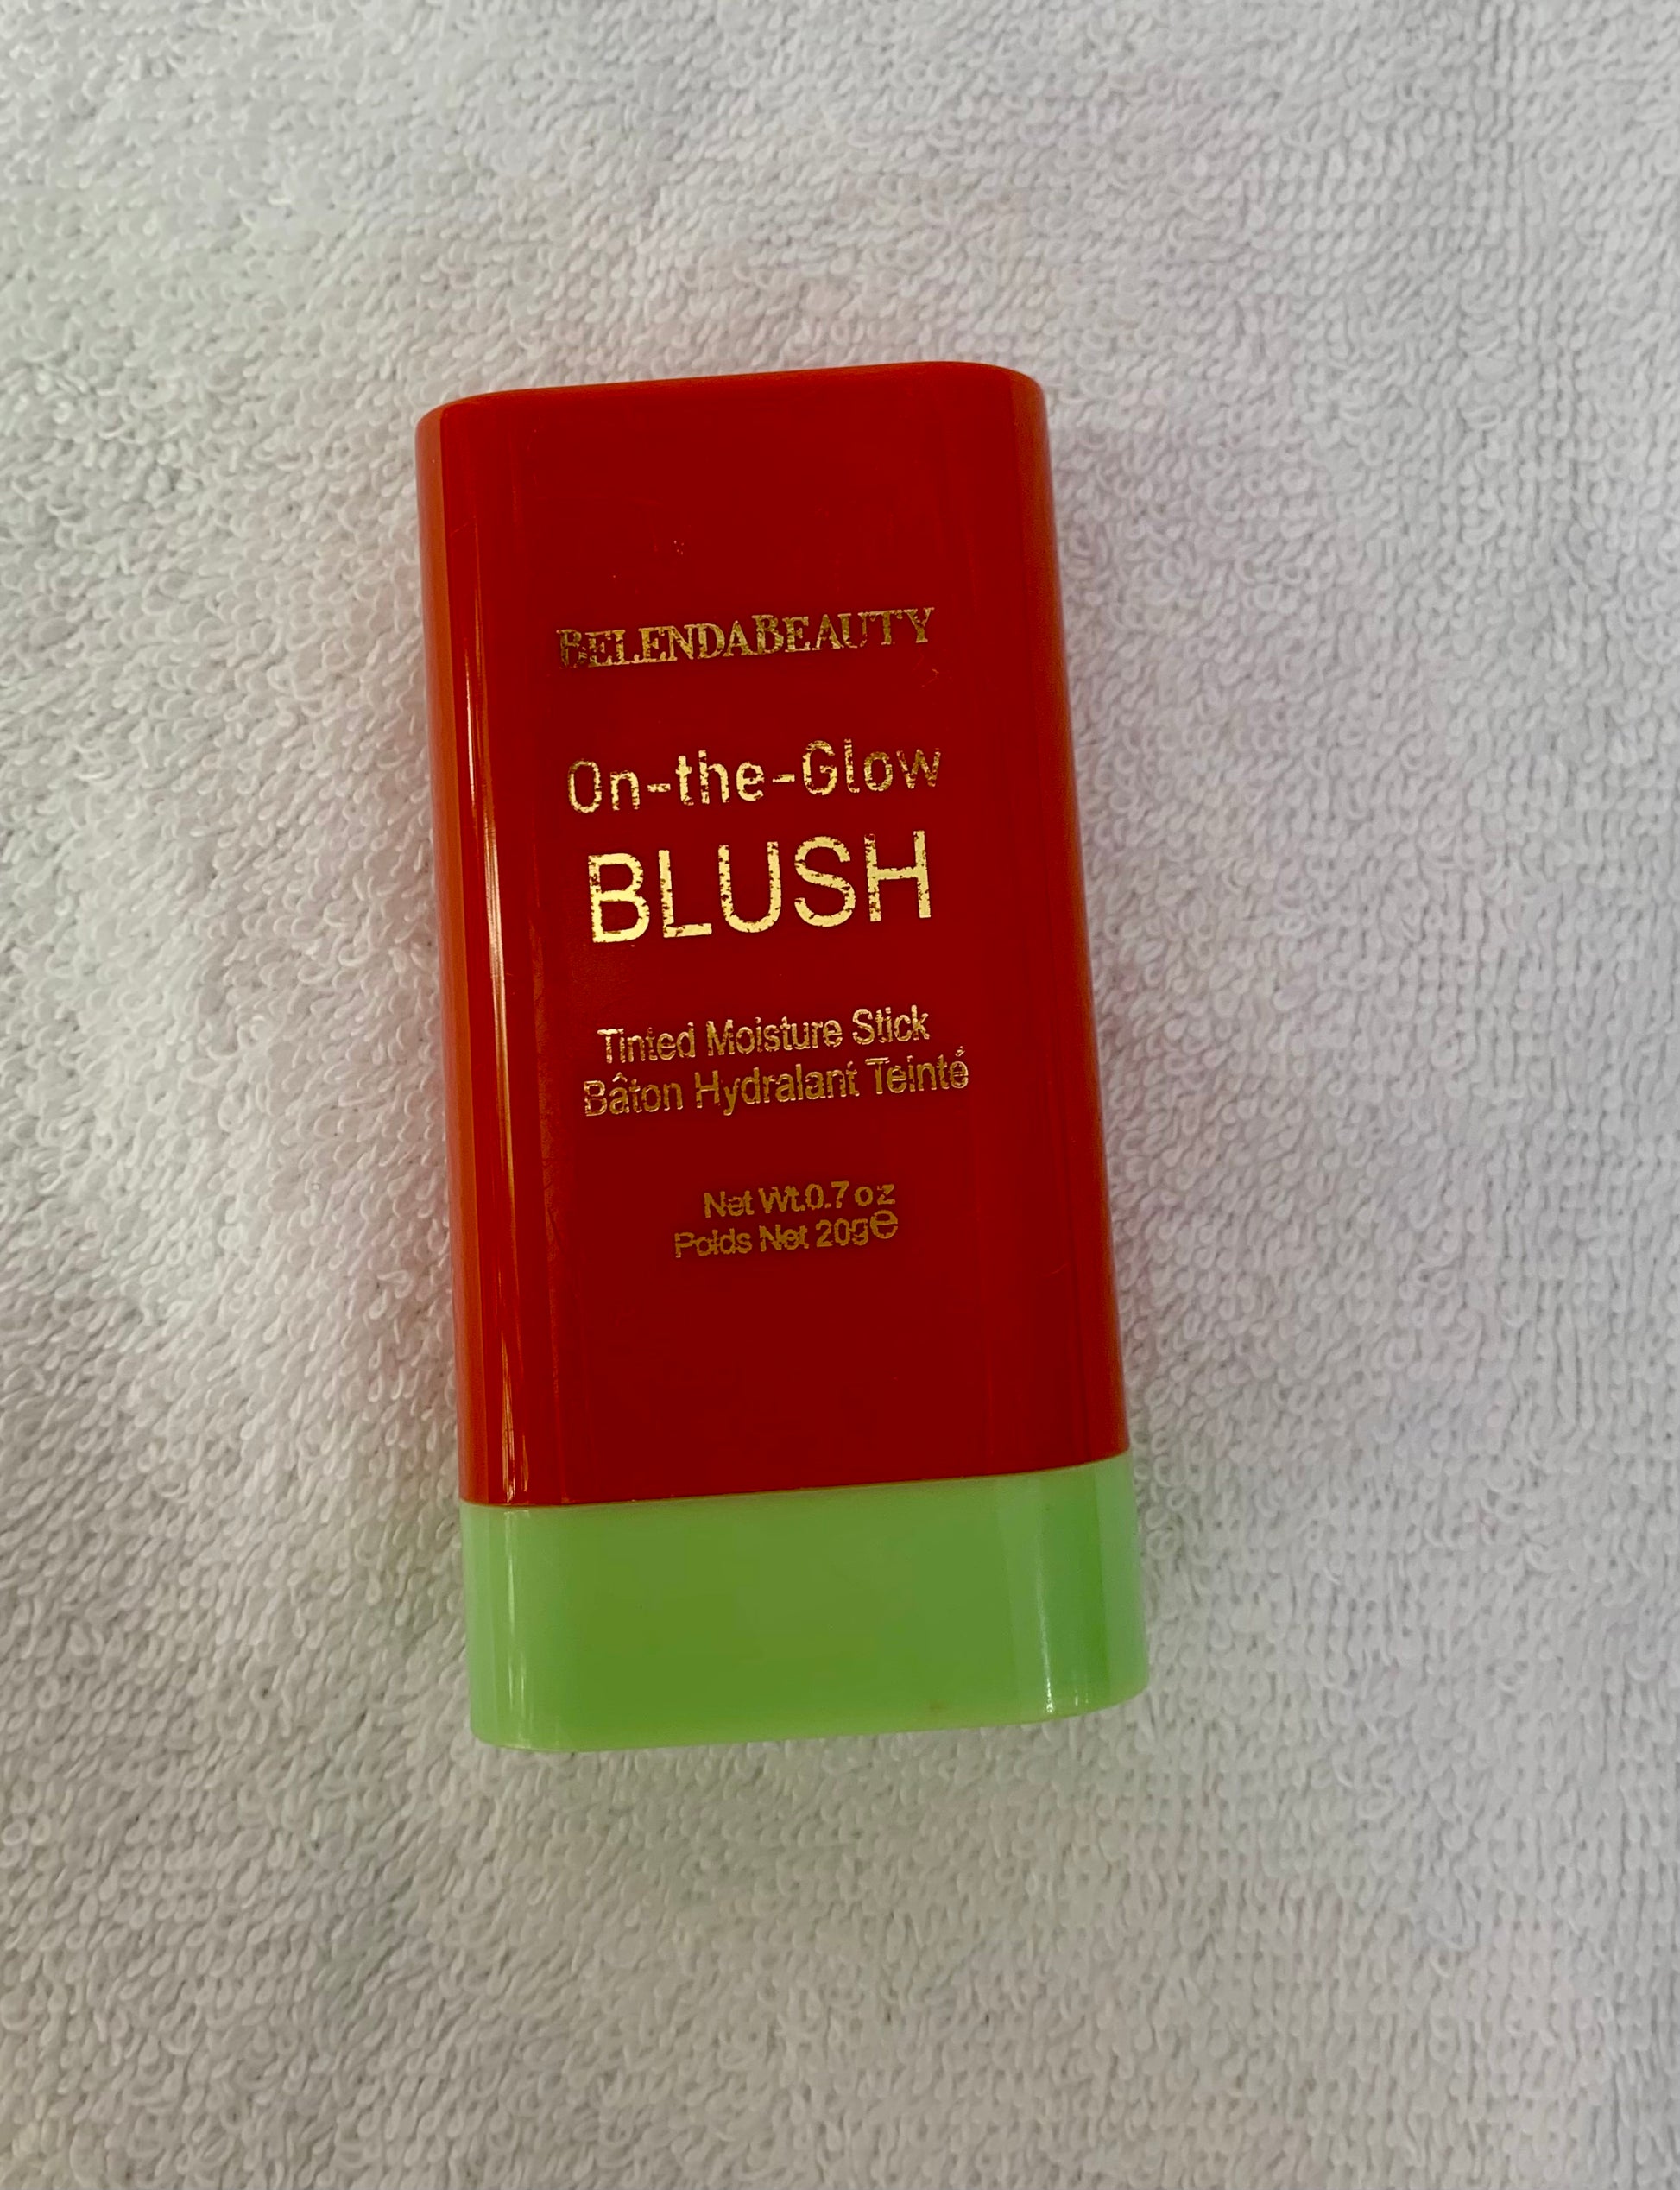 BELENDABEAUTY
On-the-Glow
BLUSH
Tinted Moisture Stick
Bâton Hydralant Teinté
Net Wt.0.7 oz
Poids Net 20g℮